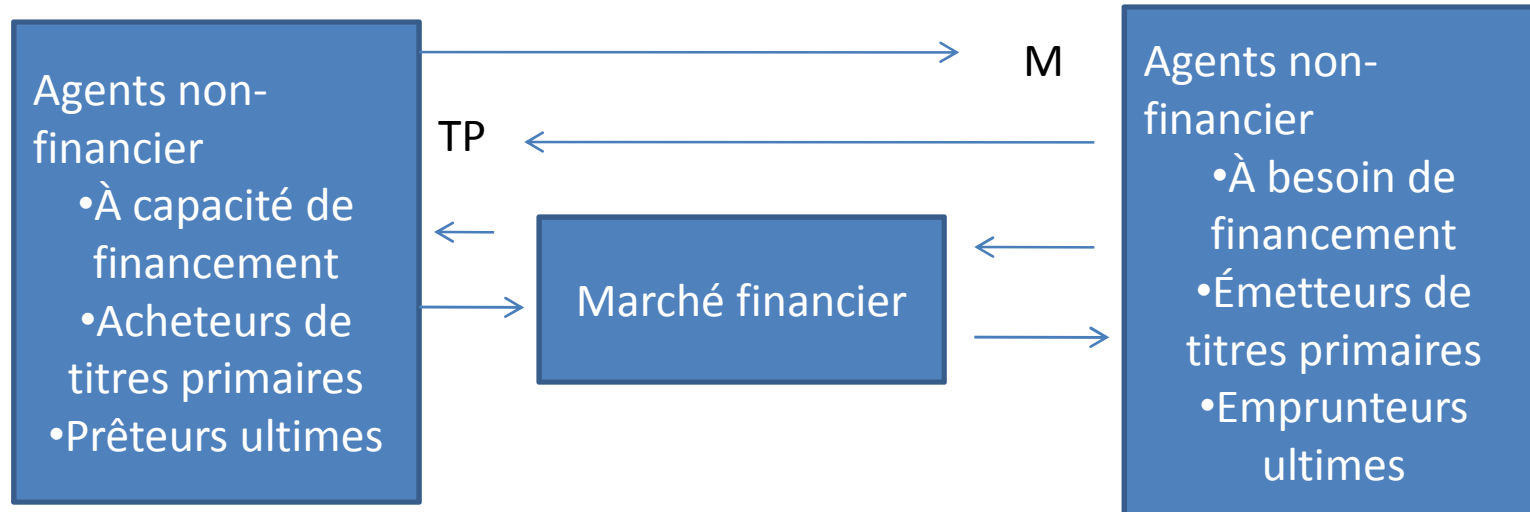 Agents non-
financier
•À capacité de
financement
•Acheteurs de
titres primaires
•Prêteurs ultimes
M
TP
Marché financier
Agents non-
financier
•À besoin de
financement
•Émetteurs de
titres primaires
•Emprunteurs
ultimes